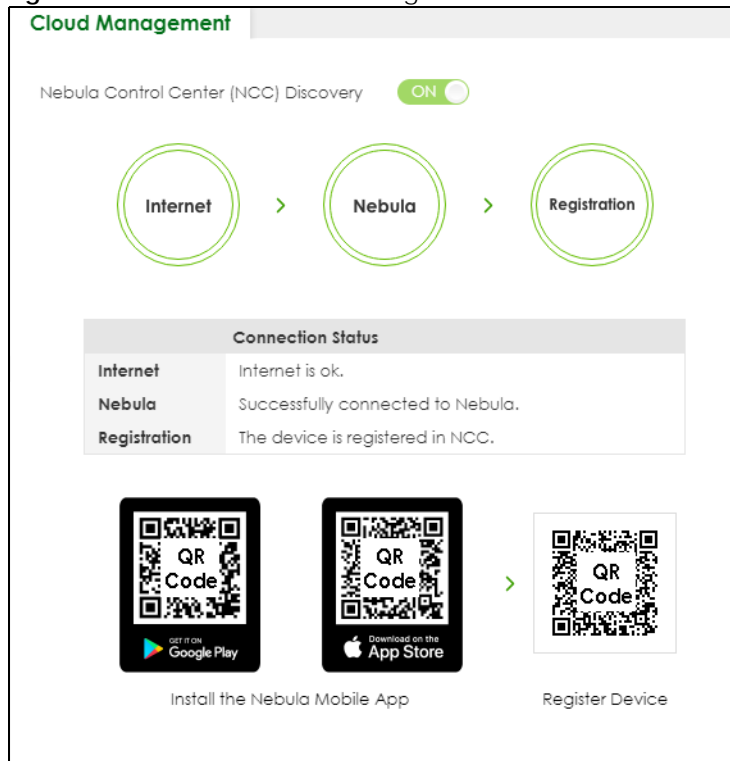 Cloud Management
Nebula Control Center (NCC) Discovery ON
Internet > Nebula > Registration
Connection Status
Internet Internet is ok.
Nebula Successfully connected to Nebula.
Registration The device is registered in NCC.
QR Code
GET IT ON
Google Play
QR Code
Download on the
App Store
>
QR Code
Install the Nebula Mobile App
Register Device